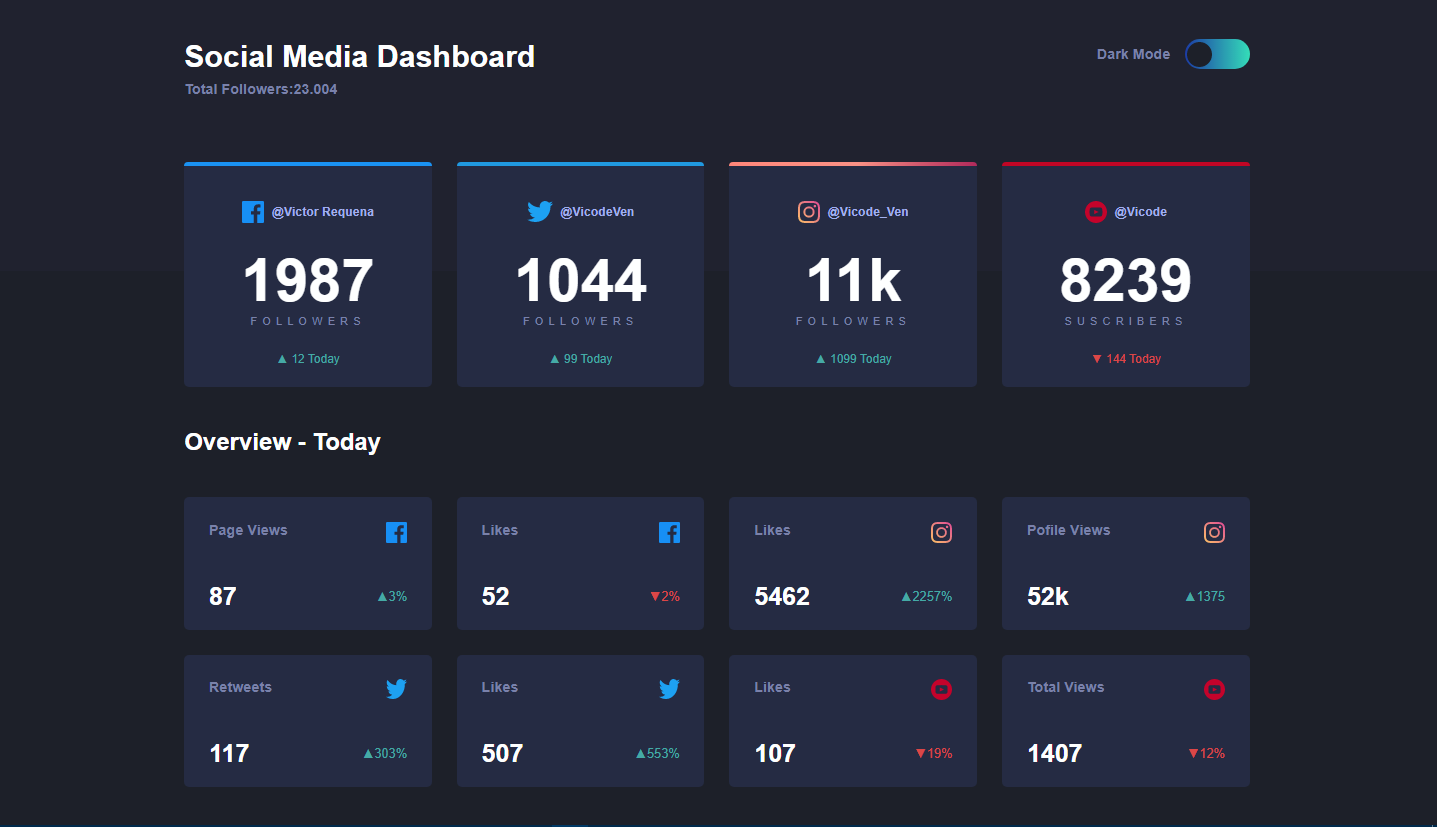 Social Media Dashboard
Dark Mode
Total Followers:23.004
@Victor Requena
1987
FOLLOWERS
▲ 12 Today
@VicodeVen
1044
FOLLOWERS
▲ 99 Today
@Vicode_Ven
11k
FOLLOWERS
▲ 1099 Today
@Vicode
8239
SUSCRIBERS
▼ 144 Today
Overview - Today
Page Views
87
▲3%
Likes
52
▼2%
Likes
5462
▲2257%
Pofile Views
52k
▲1375
Retweets
117
▲303%
Likes
507
▲553%
Likes
107
▼19%
Total Views
1407
▼12%